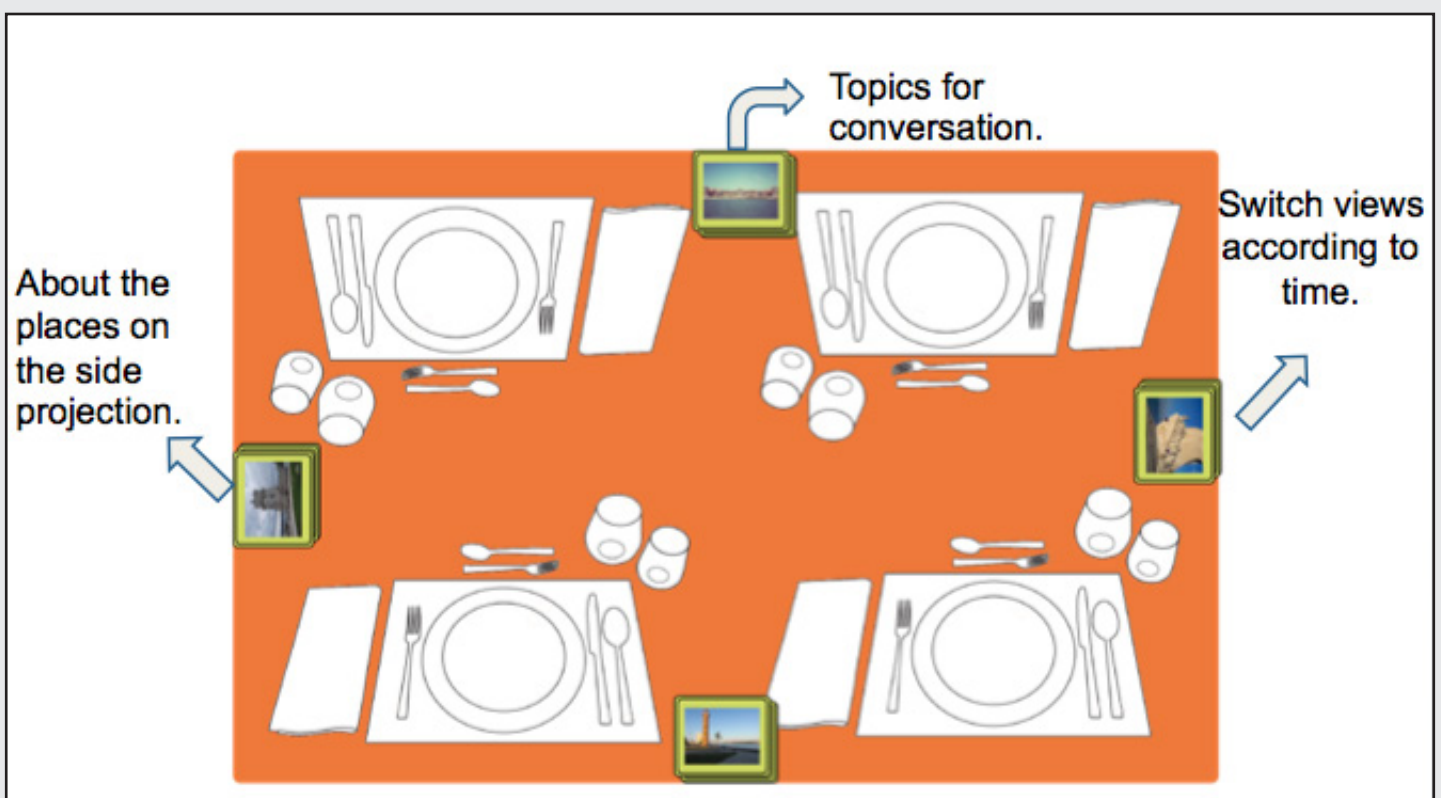 Topics for
conversation.
Switch views
according to
time.
About the
places on
the side
projection.